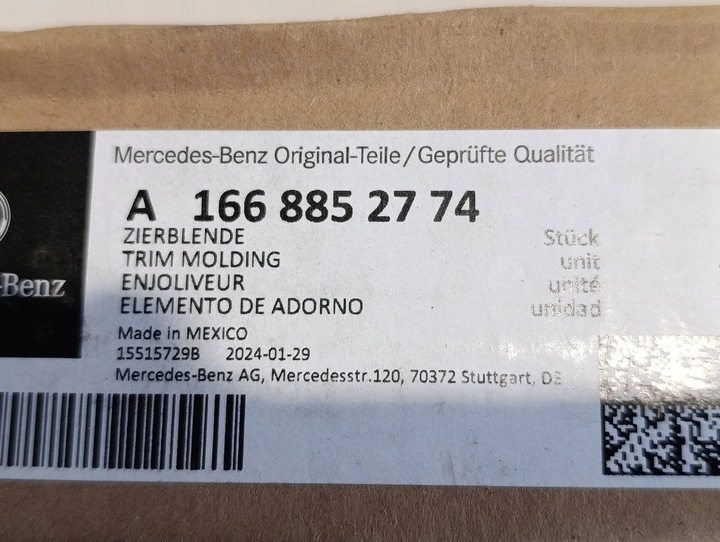 Mercedes-Benz Original-Teile/Geprüfte Qualität
A 166 885 27 74
ZIERBLENDE Stück
TRIM MOLDING unit
ENJOLIVEUR unité
ELEMENTO DE ADORNO unidad
-Benz
Made in MEXICO
15515729B 2024-01-29
Mercedes-Benz AG, Mercedesstr.120, 70372 Stuttgart, DE